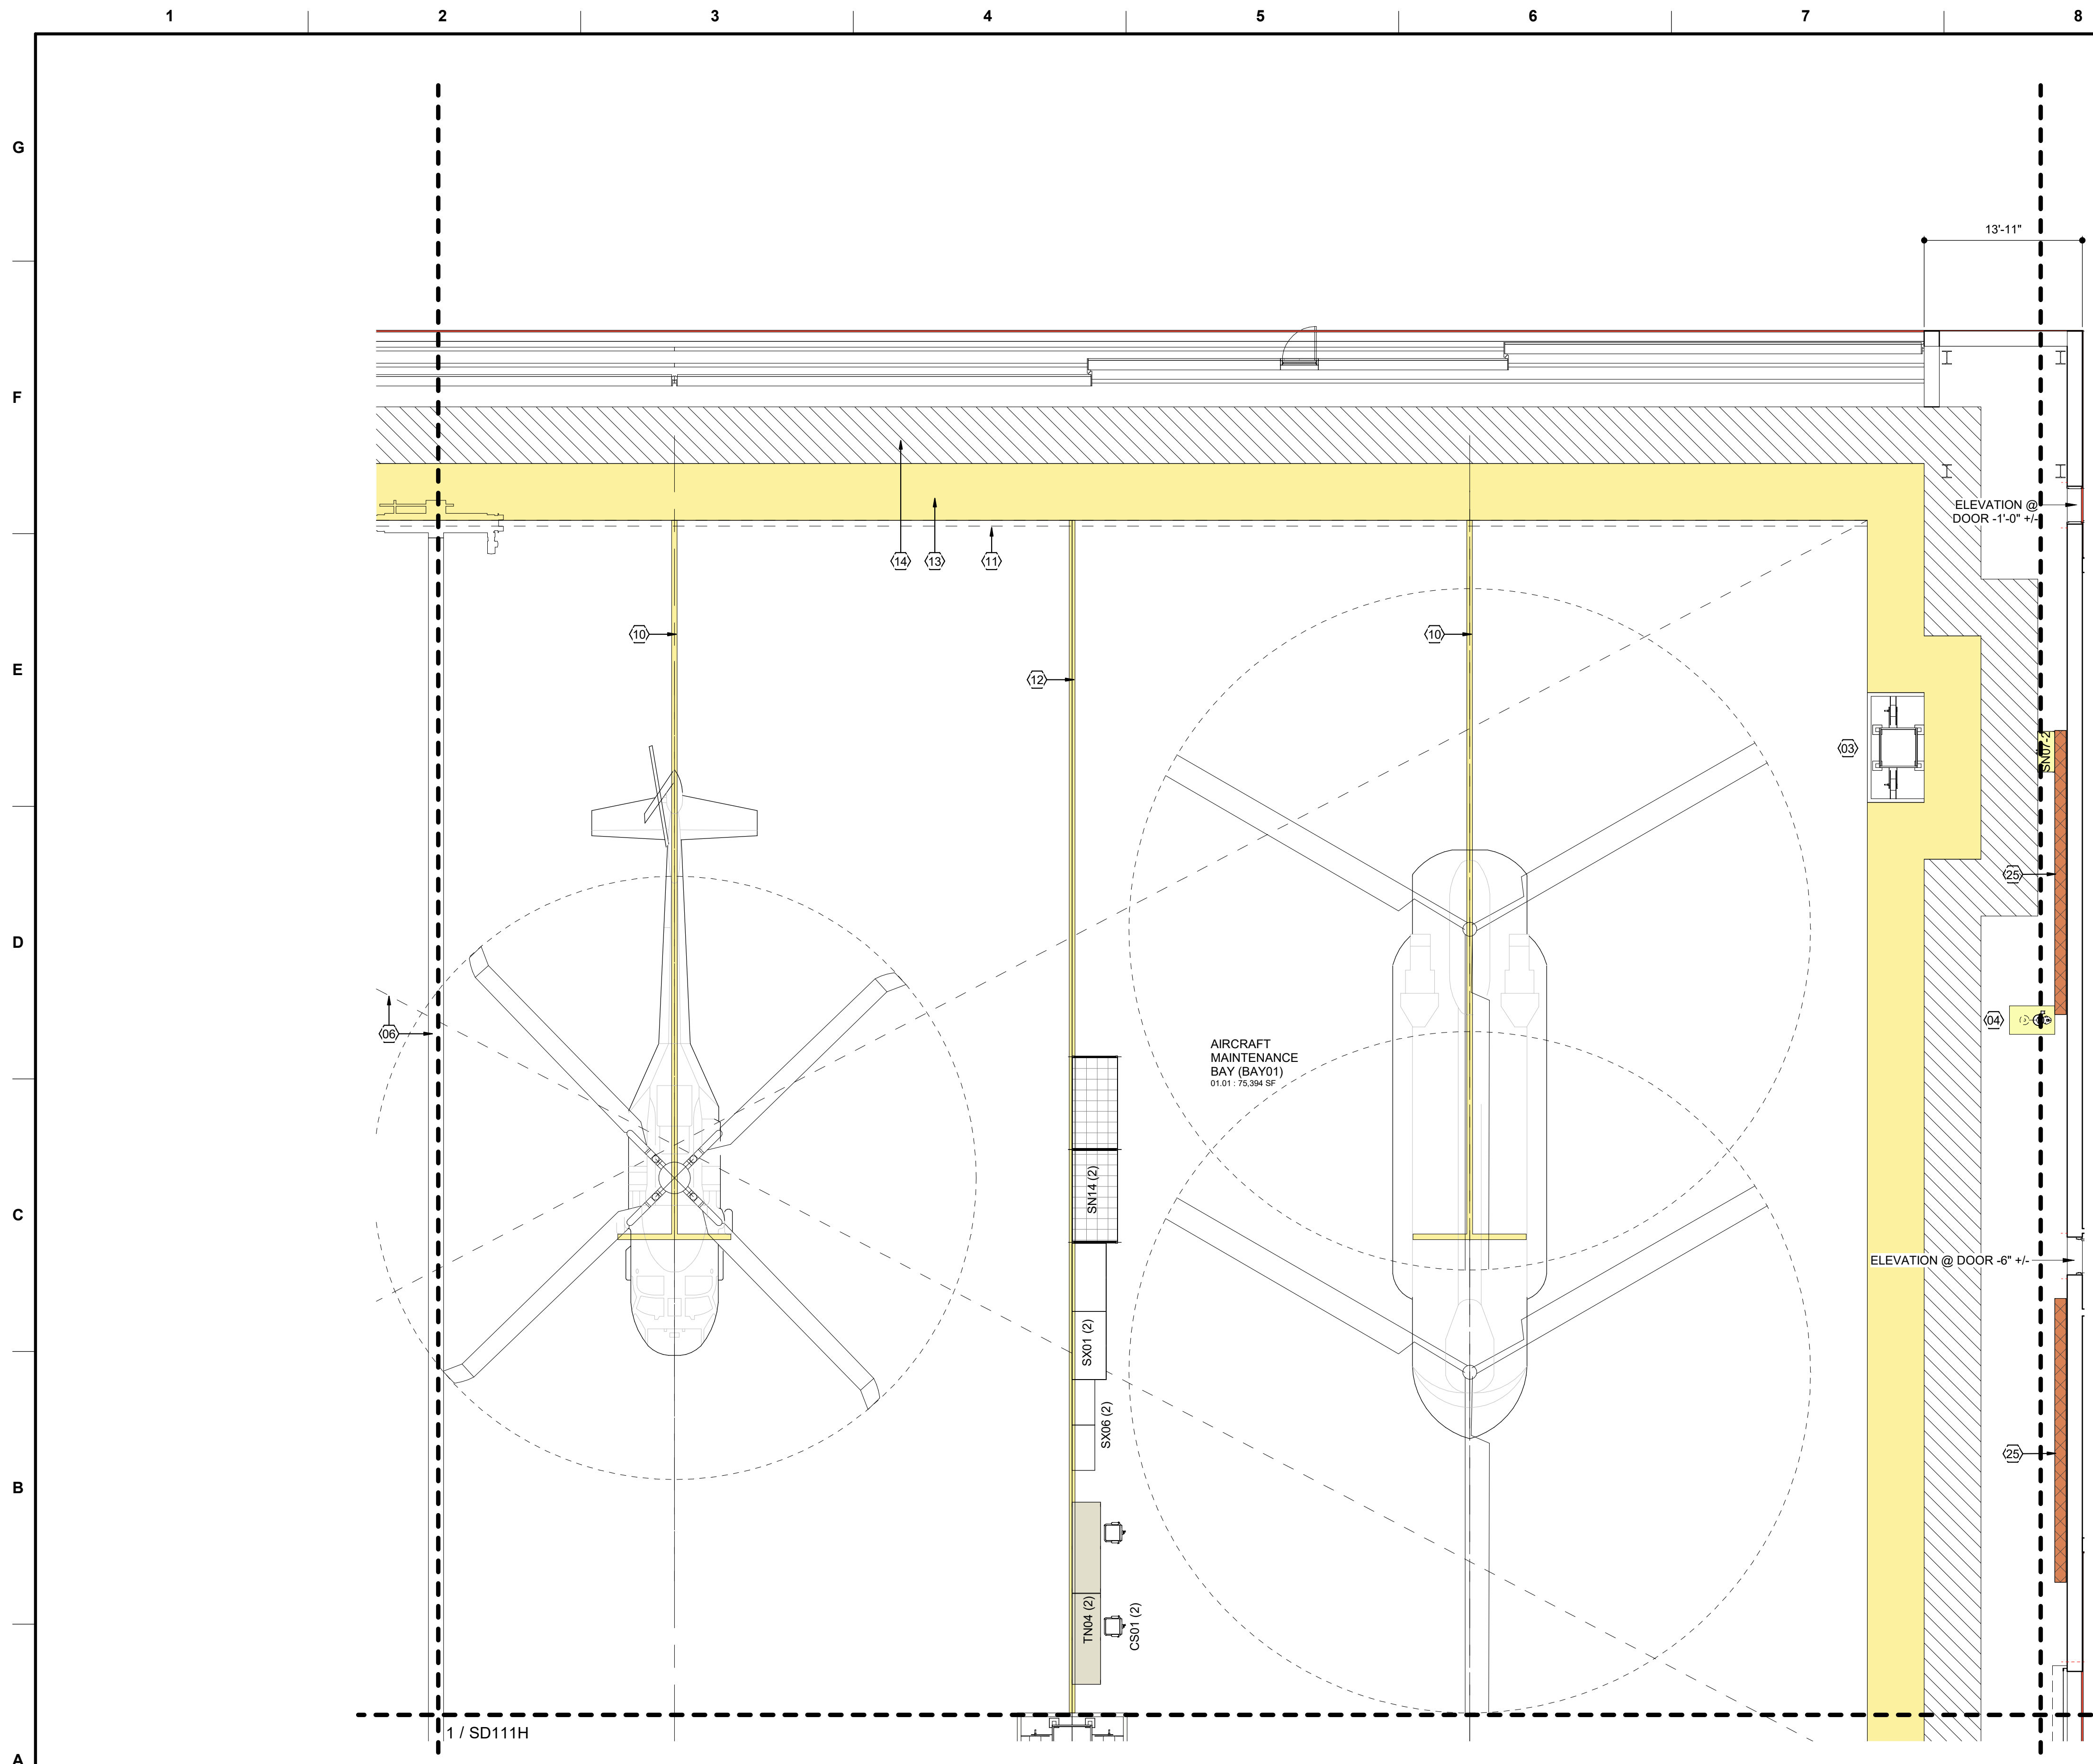 1 2 3 4 5 6 7 8
G
13'-11"
F
ELEVATION @
DOOR -1'-0" +/-
14 13 11
10
10
E
12
03
SN07-2
25
D
04
06
AIRCRAFT
MAINTENANCE
BAY (BAY01)
01.01 : 75,394 SF
SN14 (2)
C
ELEVATION @ DOOR -6" +/-
SX01 (2)
SX06 (2)
25
B
TN04 (2)
CS01 (2)
1 / SD111H
A